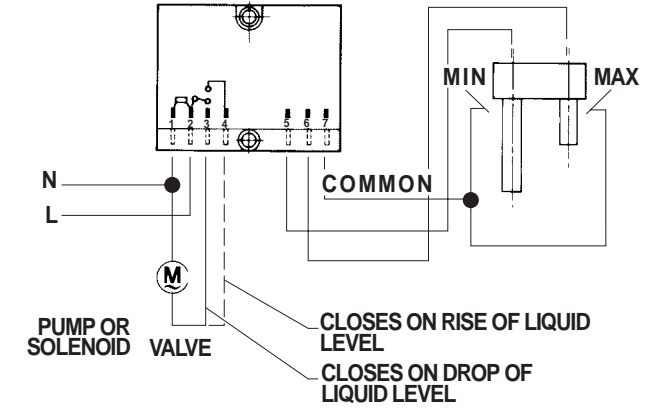 MIN MAX
1 2 3 4 5 6 7
N
COMMON
L
M
PUMP OR
SOLENOID VALVE
CLOSES ON RISE OF LIQUID
LEVEL
CLOSES ON DROP OF
LIQUID LEVEL